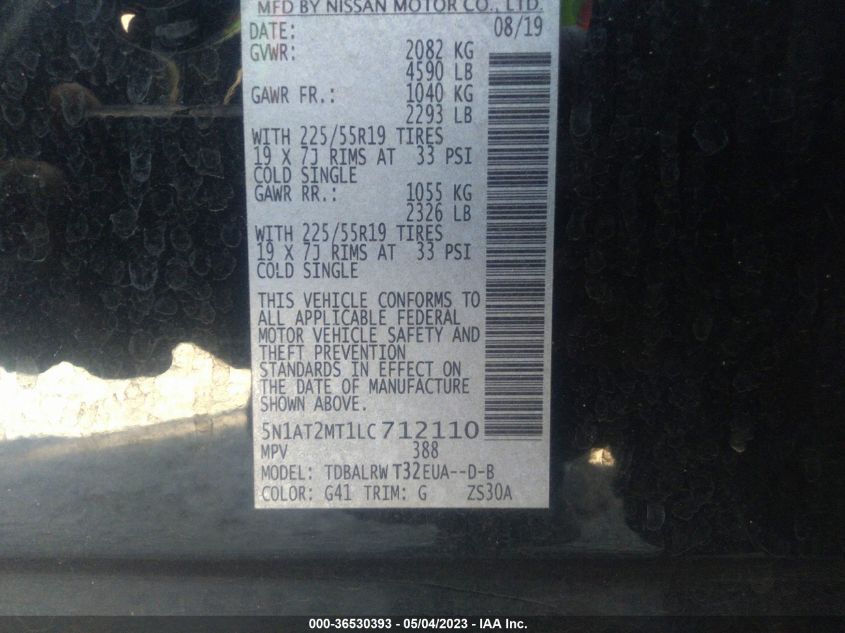 MFD BY NISSAN MOTOR CO., LTD.
DATE: 08/19
GVWR: 2082 KG
4590 LB
GAWR FR.: 1040 KG
2293 LB
WITH 225/55R19 TIRES
19 X 7J RIMS AT 33 PSI
COLD SINGLE
GAWR RR.: 1055 KG
2326 LB
WITH 225/55R19 TIRES
19 X 7J RIMS AT 33 PSI
COLD SINGLE
THIS VEHICLE CONFORMS TO
ALL APPLICABLE FEDERAL
MOTOR VEHICLE SAFETY AND
THEFT PREVENTION
STANDARDS IN EFFECT ON
THE DATE OF MANUFACTURE
SHOWN ABOVE.
5N1AT2MT1LC712110
MPV 388
MODEL: TDBALRW T32EUA--D-B
COLOR: G41 TRIM: G ZS30A
000-36530393 - 05/04/2023 - IAA Inc.